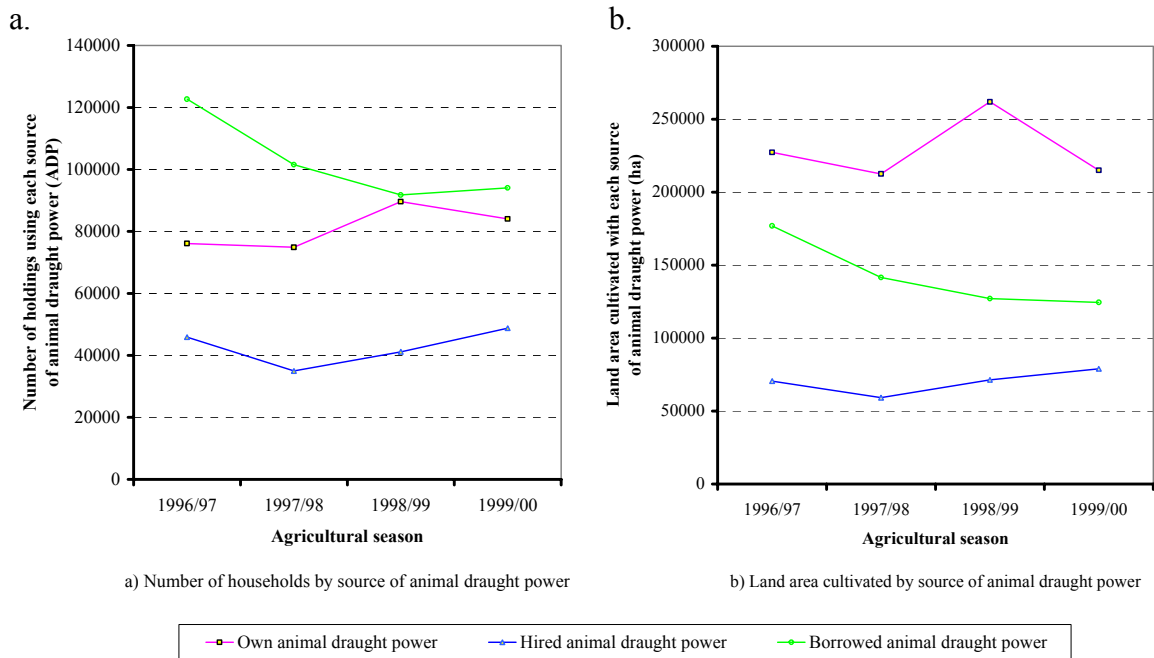 a.
Number of holdings using each source
of animal draught power (ADP)
140000
120000
100000
80000
60000
40000
20000
0
1996/97 1997/98 1998/99 1999/00
Agricultural season
a) Number of households by source of animal draught power
b.
Land area cultivated with each source
of animal draught power (ha)
300000
250000
200000
150000
100000
50000
0
1996/97 1997/98 1998/99 1999/00
Agricultural season
b) Land area cultivated by source of animal draught power
Own animal draught power Hired animal draught power Borrowed animal draught power